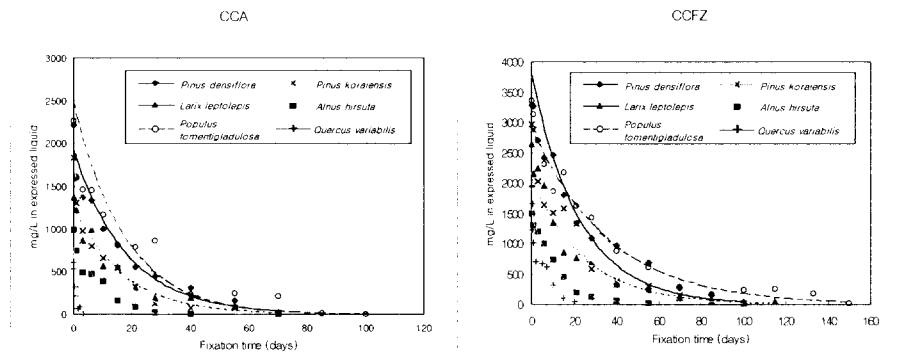 CCA
3000
2500
2000
1500
1000
500
0
mg/L in expressed liquid
Pinus densiflora
Pinus koraiensis
Larix leptolepis
Alnus hirsuta
Populus tomentigladulosa
Quercus variabilis
0 20 40 60 80 100 120
Fixation time (days)
CCFZ
4000
3500
3000
2500
2000
1500
1000
500
0
mg/L in expressed liquid
Pinus densiflora
Pinus koraiensis
Larix leptolepis
Alnus hirsuta
Populus
tomentigladulosa
Quercus variabilis
0 20 40 60 80 100 120 140 160
Fixation time (days)